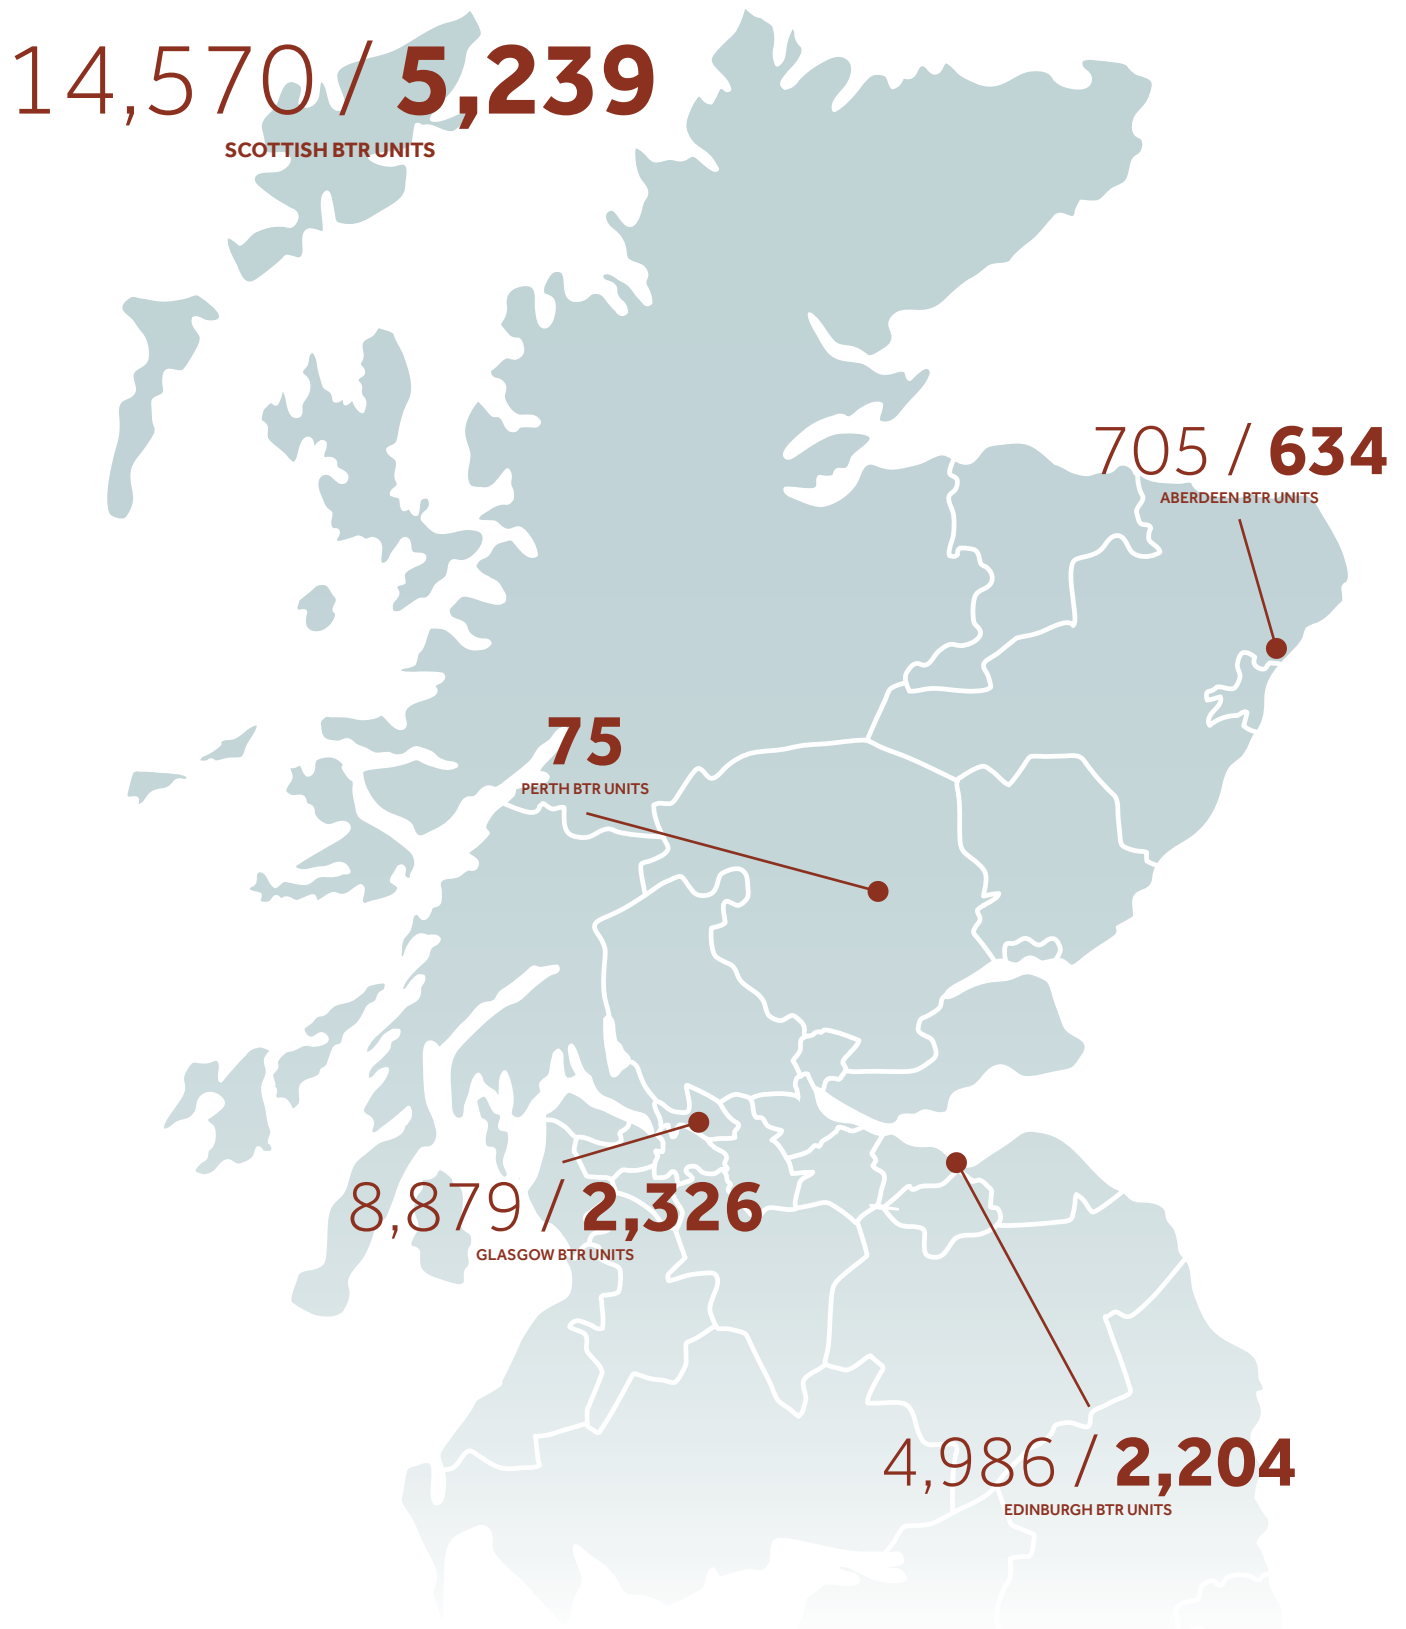 14,570 / 5,239
SCOTTISH BTR UNITS
705 / 634
ABERDEEN BTR UNITS
75
PERTH BTR UNITS
8,879 / 2,326
GLASGOW BTR UNITS
4,986 / 2,204
EDINBURGH BTR UNITS